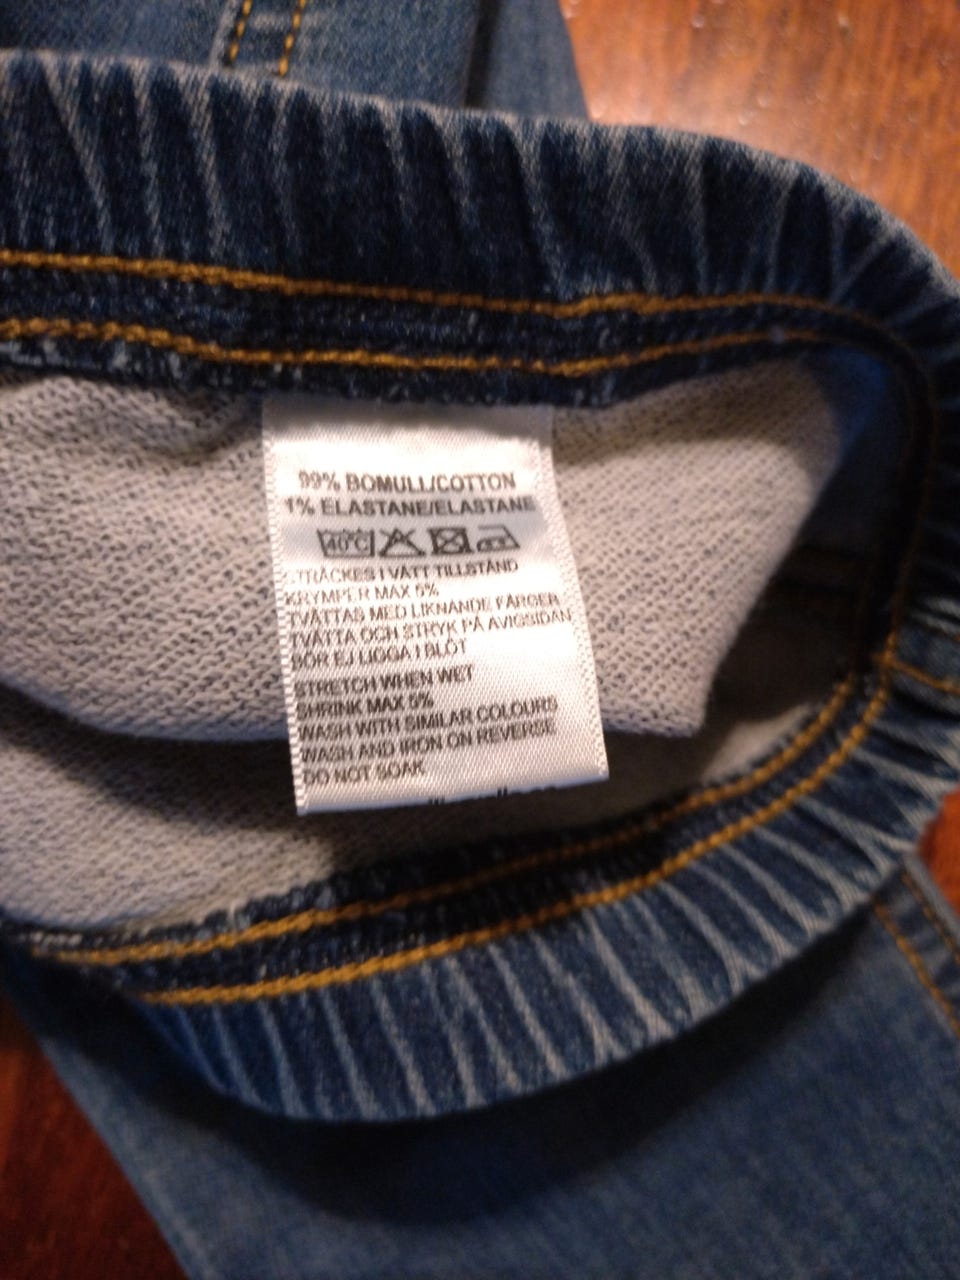 99% BOMULL/COTTON
1% ELASTANE/ELASTANE
40°C
STRÄCKES I VÅTT TILLSTÅND
KRYMPER MAX 5%
TVÄTTAS MED LIKNANDE FÄRGER
TVÄTTA OCH STRYK PÅ AVIGSIDAN
BÖR EJ LIGGA I BLÖT
STRETCH WHEN WET
SHRINK MAX 5%
WASH WITH SIMILAR COLOURS
WASH AND IRON ON REVERSE
DO NOT SOAK